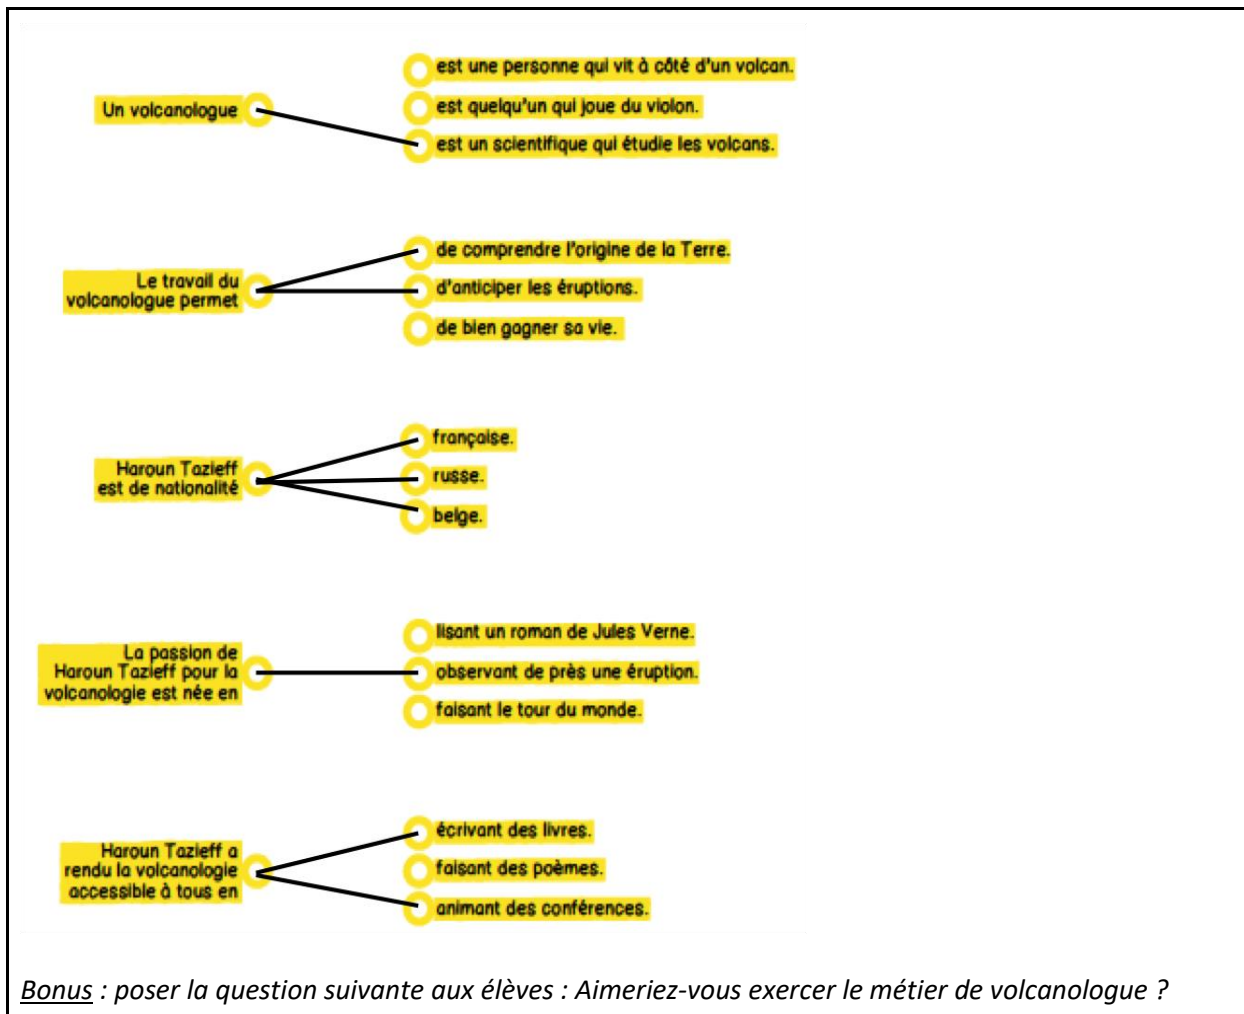 est une personne qui vit à côté d'un volcan.
Un volcanologue
est quelqu'un qui joue du violon.
est un scientifique qui étudie les volcans.
de comprendre l'origine de la Terre.
Le travail du
volcanologue permet
d'anticiper les éruptions.
de bien gagner sa vie.
française.
Haroun Tazieff
est de nationalité
russe.
belge.
lisant un roman de Jules Verne.
La passion de
Haroun Tazieff pour la
volcanologie est née en
observant de près une éruption.
faisant le tour du monde.
écrivant des livres.
Haroun Tazieff a
rendu la volcanologie
accessible à tous en
faisant des poèmes.
animant des conférences.
Bonus : poser la question suivante aux élèves : Aimeriez-vous exercer le métier de volcanologue ?